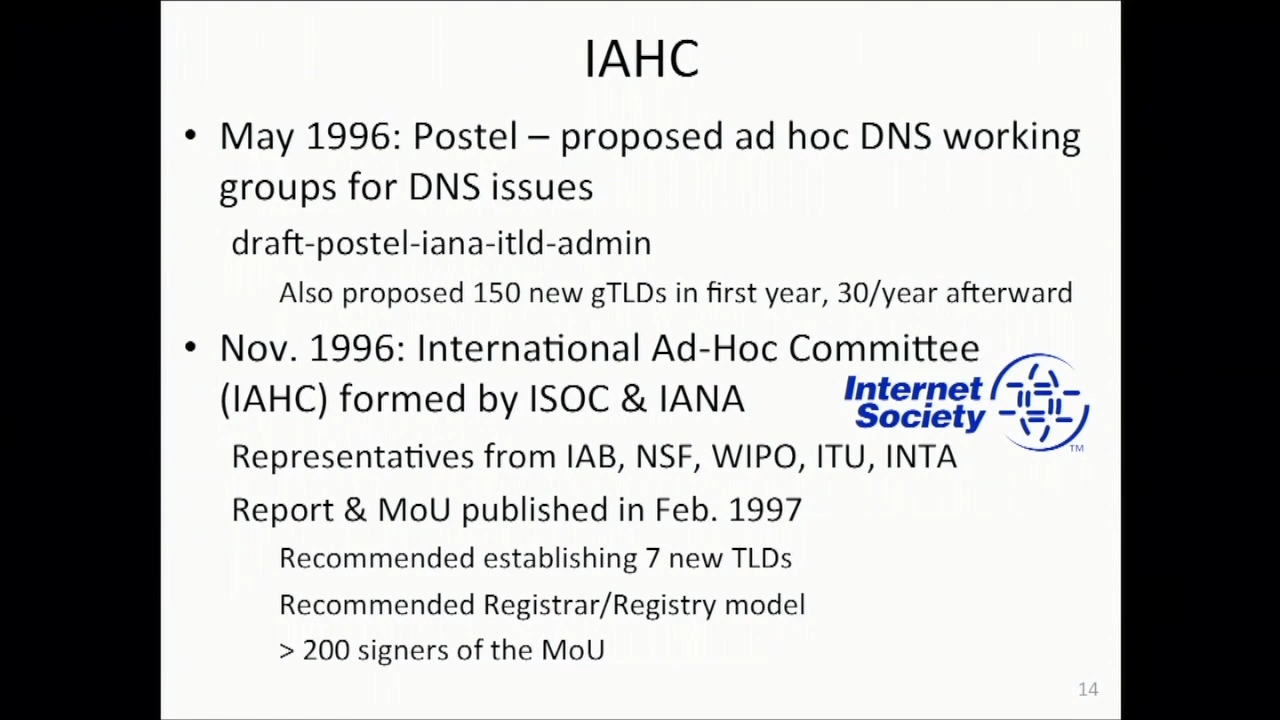 IAHC
• May 1996: Postel – proposed ad hoc DNS working
groups for DNS issues
draft-postel-iana-itld-admin
Also proposed 150 new gTLDs in first year, 30/year afterward
• Nov. 1996: International Ad-Hoc Committee
(IAHC) formed by ISOC & IANA
Internet
Society
TM
Representatives from IAB, NSF, WIPO, ITU, INTA
Report & MoU published in Feb. 1997
Recommended establishing 7 new TLDs
Recommended Registrar/Registry model
> 200 signers of the MoU
14